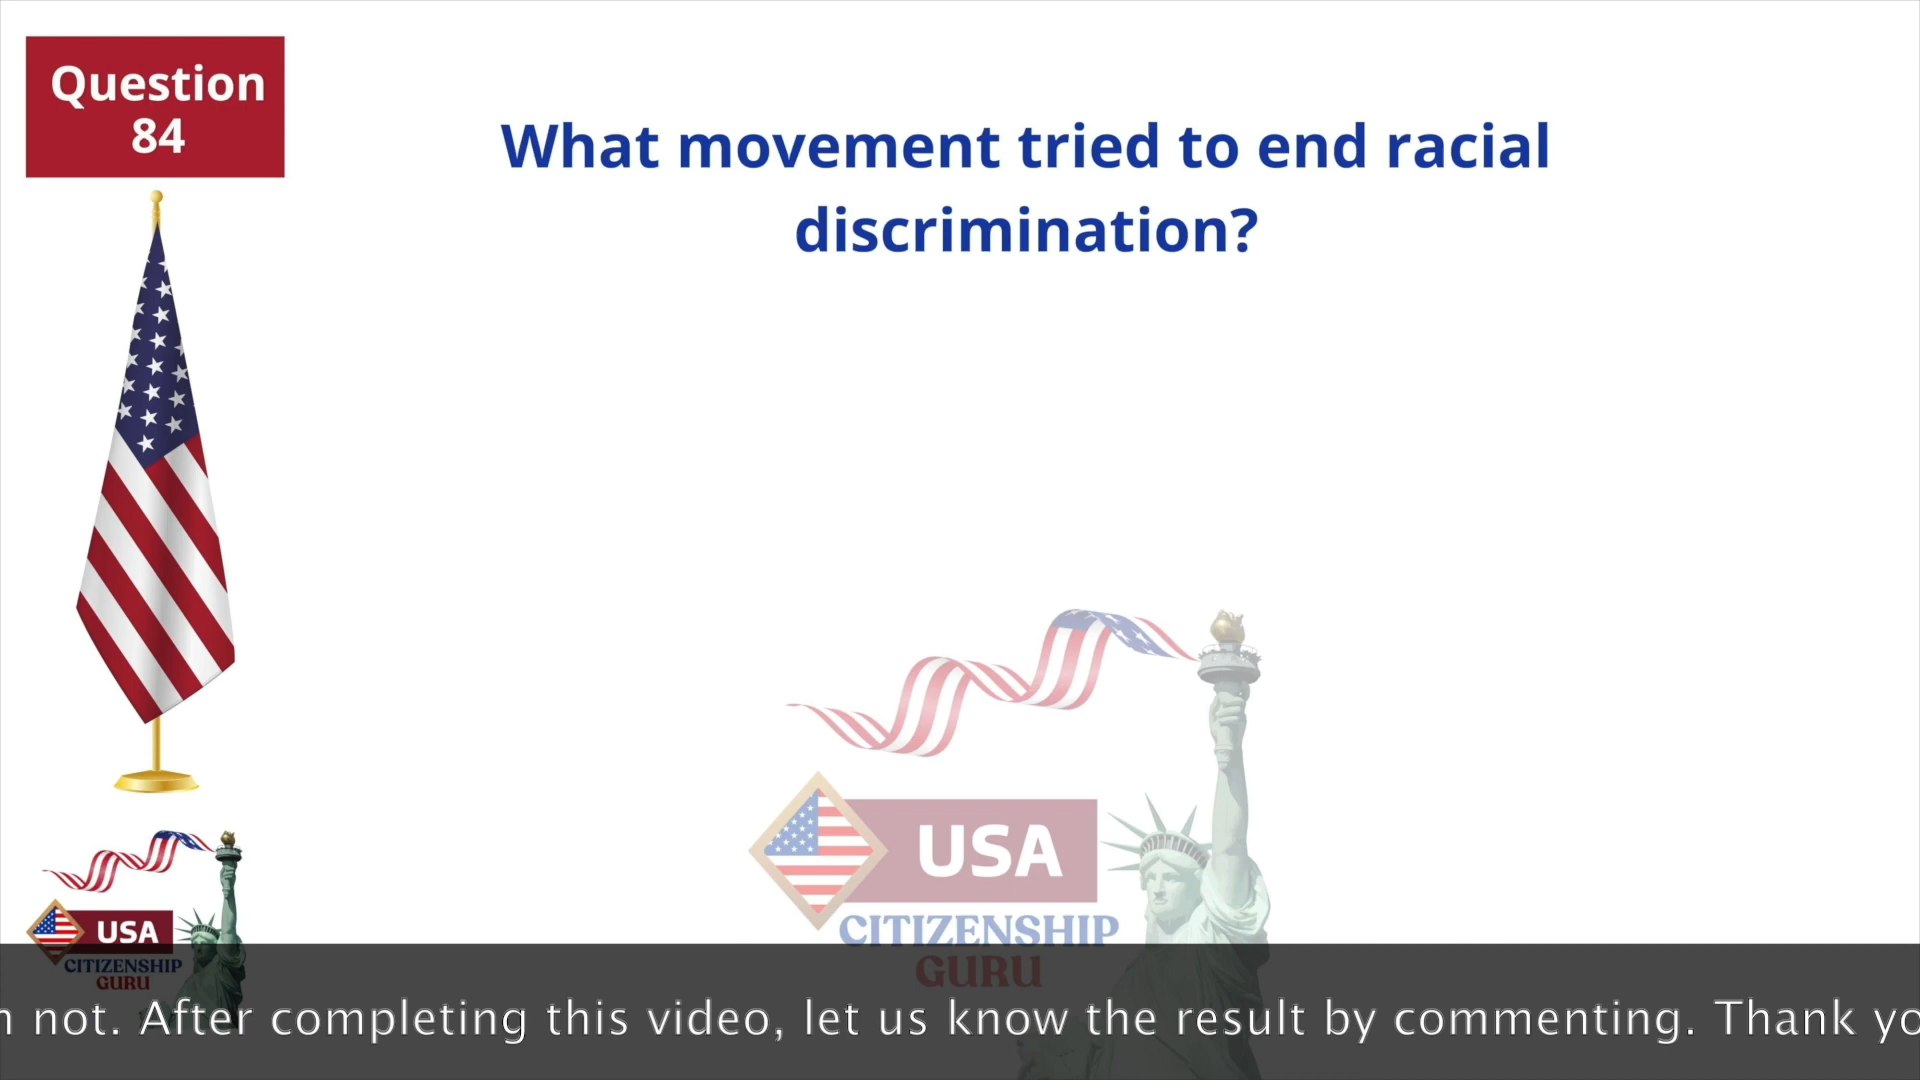 Question
84
What movement tried to end racial
discrimination?
USA
CITIZENSHIP
GURU
USA
CITIZENSHIP
GURU
not. After completing this video, let us know the result by commenting. Thank yo